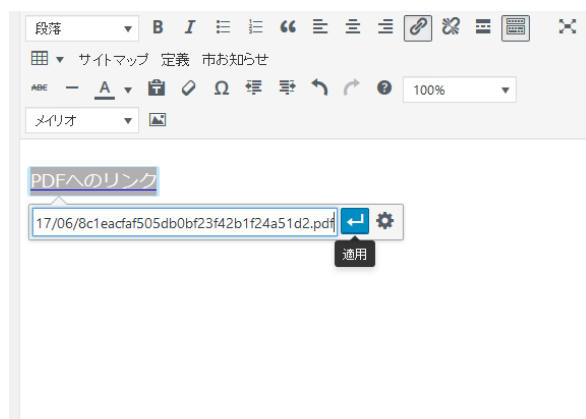 段落 B I “ 
サイトマップ 定義 市お知らせ
ABE A Ω 100%
メイリオ
PDFへのリンク
17/06/8c1eacfaf505db0bf23f42b1f24a51d2.pdf
適用